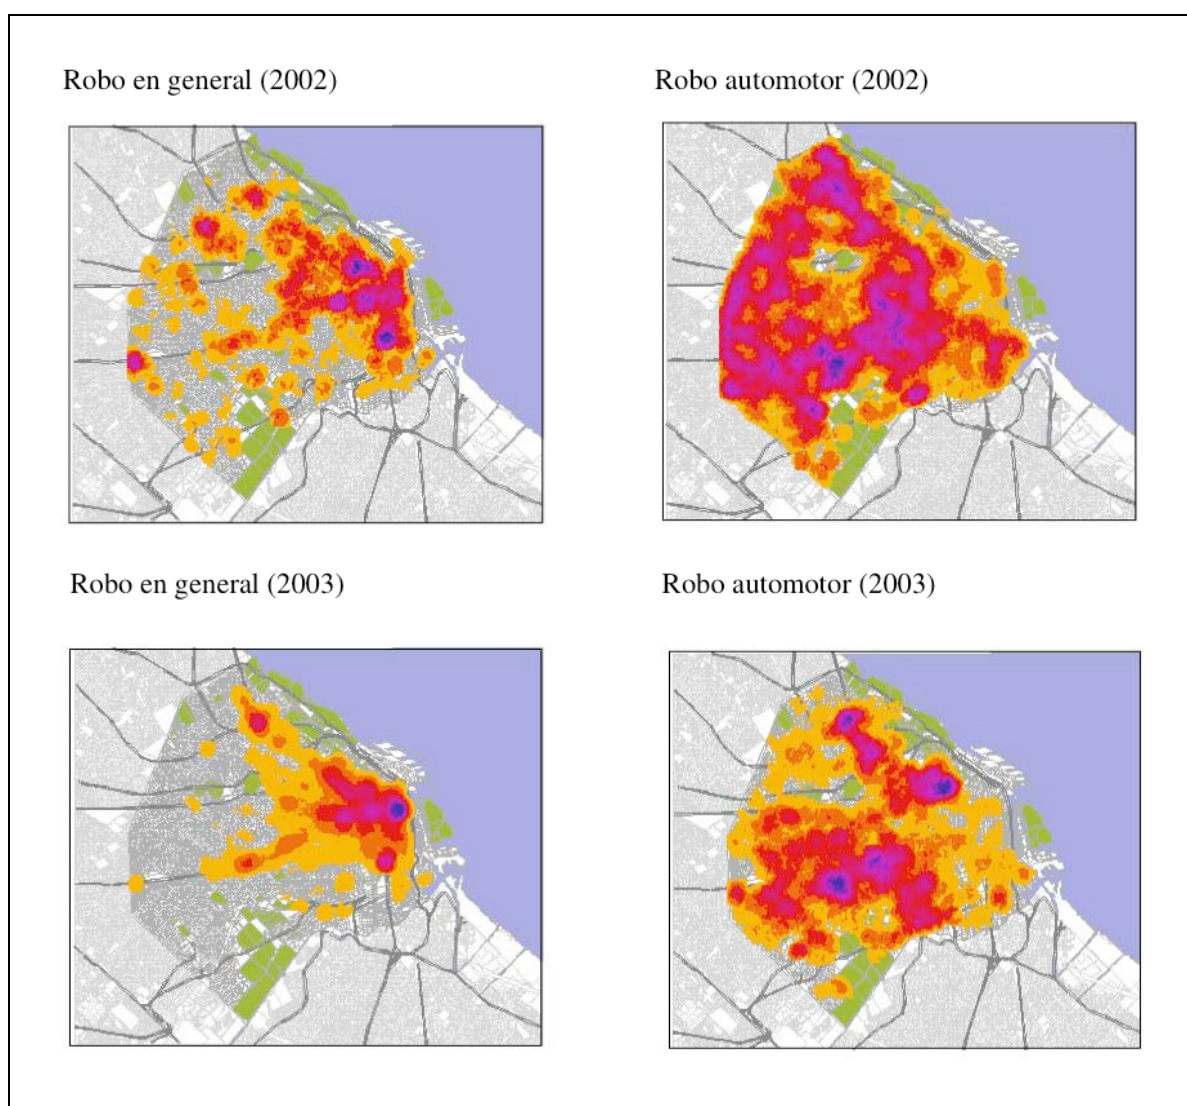 Robo en general (2002)
Robo automotor (2002)
Robo en general (2003)
Robo automotor (2003)